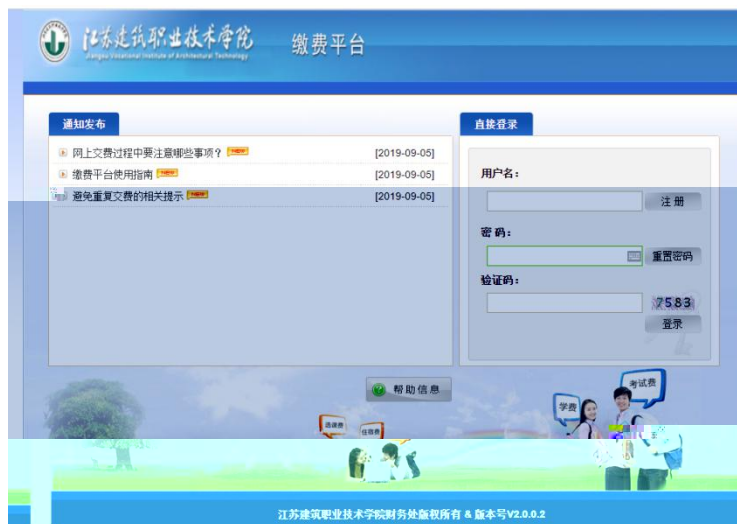 江苏建筑职业技术学院 缴费平台
Jiangsu Vocational Institute of Architectural Technology
通知发布
网上交费过程中要注意哪些事项？ NEW [2019-09-05]
缴费平台使用指南 NEW [2019-09-05]
避免重复交费的相关提示 NEW [2019-09-05]
直接登录
用户名：
注 册
密 码：
重置密码
验证码：
7583
登录
帮助信息
考试费
学费
选课费
住宿费
江苏建筑职业技术学院财务处版权所有 & 版本号V2.0.0.2